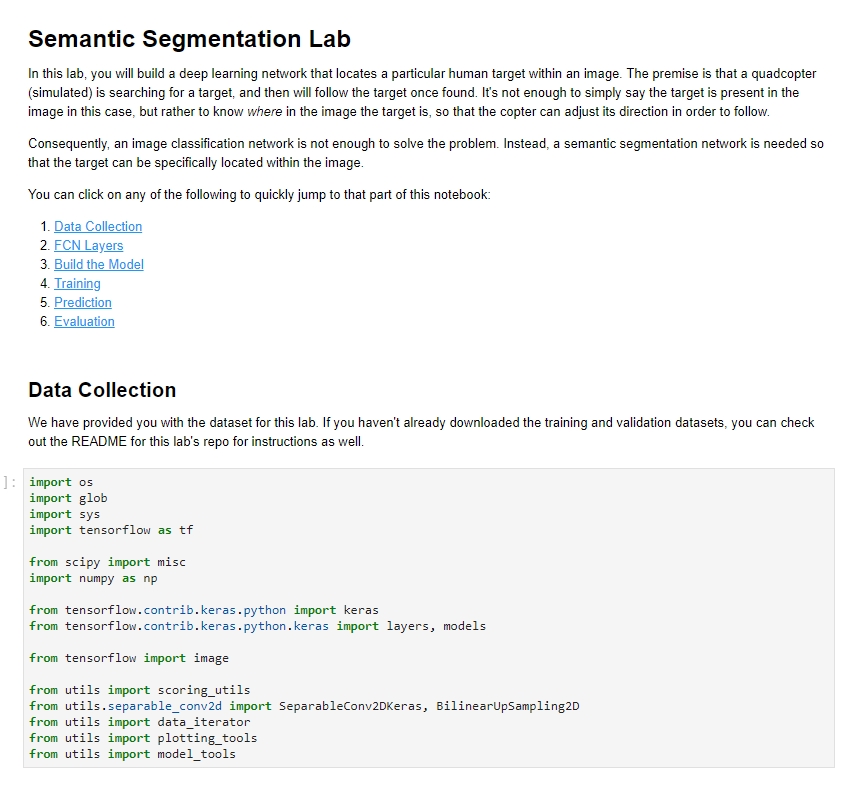 Semantic Segmentation Lab
In this lab, you will build a deep learning network that locates a particular human target within an image. The premise is that a quadcopter
(simulated) is searching for a target, and then will follow the target once found. It's not enough to simply say the target is present in the
image in this case, but rather to know where in the image the target is, so that the copter can adjust its direction in order to follow.
Consequently, an image classification network is not enough to solve the problem. Instead, a semantic segmentation network is needed so
that the target can be specifically located within the image.
You can click on any of the following to quickly jump to that part of this notebook:
1. Data Collection
2. FCN Layers
3. Build the Model
4. Training
5. Prediction
6. Evaluation
Data Collection
We have provided you with the dataset for this lab. If you haven't already downloaded the training and validation datasets, you can check
out the README for this lab's repo for instructions as well.
]: import os
import glob
import sys
import tensorflow as tf
from scipy import misc
import numpy as np
from tensorflow.contrib.keras.python import keras
from tensorflow.contrib.keras.python.keras import layers, models
from tensorflow import image
from utils import scoring_utils
from utils.separable_conv2d import SeparableConv2DKeras, BilinearUpSampling2D
from utils import data_iterator
from utils import plotting_tools
from utils import model_tools